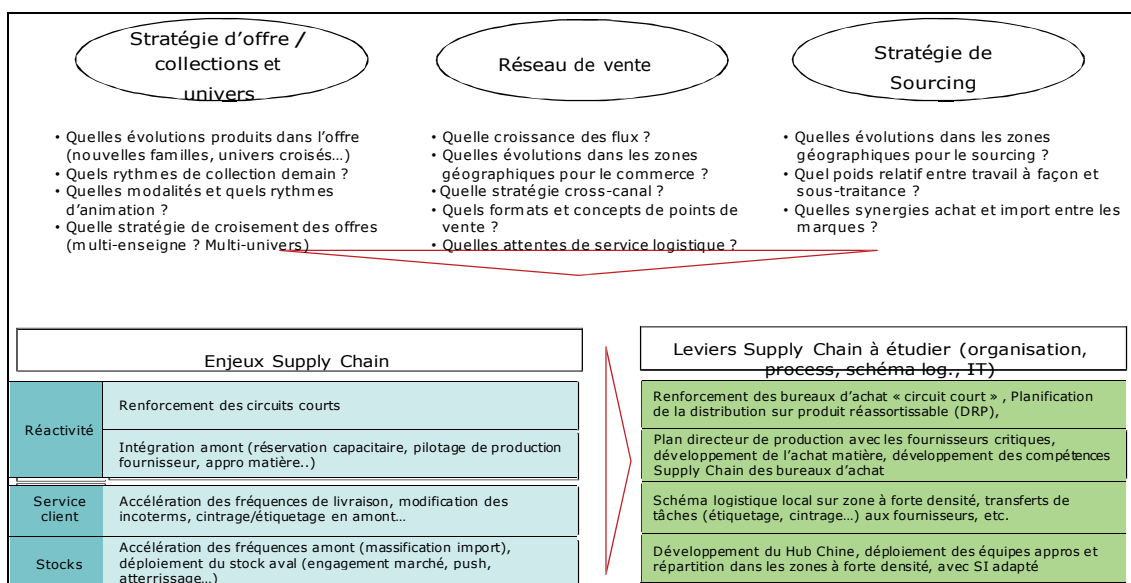 Stratégie d'offre /
collections et
univers
Réseau de vente
Stratégie de
Sourcing
• Quelles évolutions produits dans l'offre
(nouvelles familles, univers croisés…)
• Quels rythmes de collection demain ?
• Quelles modalités et quels rythmes
d'animation ?
• Quelle stratégie de croisement des offres
(multi-enseigne ? Multi-univers)
• Quelle croissance des flux ?
• Quelles évolutions dans les zones
géographiques pour le commerce ?
• Quelle stratégie cross-canal ?
• Quels formats et concepts de points de
vente ?
• Quelles attentes de service logistique ?
• Quelles évolutions dans les zones
géographiques pour le sourcing ?
• Quel poids relatif entre travail à façon et
sous-traitance ?
• Quelles synergies achat et import entre les
marques ?
Enjeux Supply Chain
Réactivité
Renforcement des circuits courts
Intégration amont (réservation capacitaire, pilotage de production
fournisseur, appro matière..)
Service
client
Accélération des fréquences de livraison, modification des
incoterms, cintrage/étiquetage en amont…
Stocks
Accélération des fréquences amont (massification import),
déploiement du stock aval (engagement marché, push,
atterrissage…)
Leviers Supply Chain à étudier (organisation,
process, schéma log., IT)
Renforcement des bureaux d'achat « circuit court » , Planification
de la distribution sur produit réassortissable (DRP),
Plan directeur de production avec les fournisseurs critiques,
développement de l'achat matière, développement des compétences
Supply Chain des bureaux d'achat
Schéma logistique local sur zone à forte densité, transferts de
tâches (étiquetage, cintrage…) aux fournisseurs, etc.
Développement du Hub Chine, déploiement des équipes appros et
répartition dans les zones à forte densité, avec SI adapté